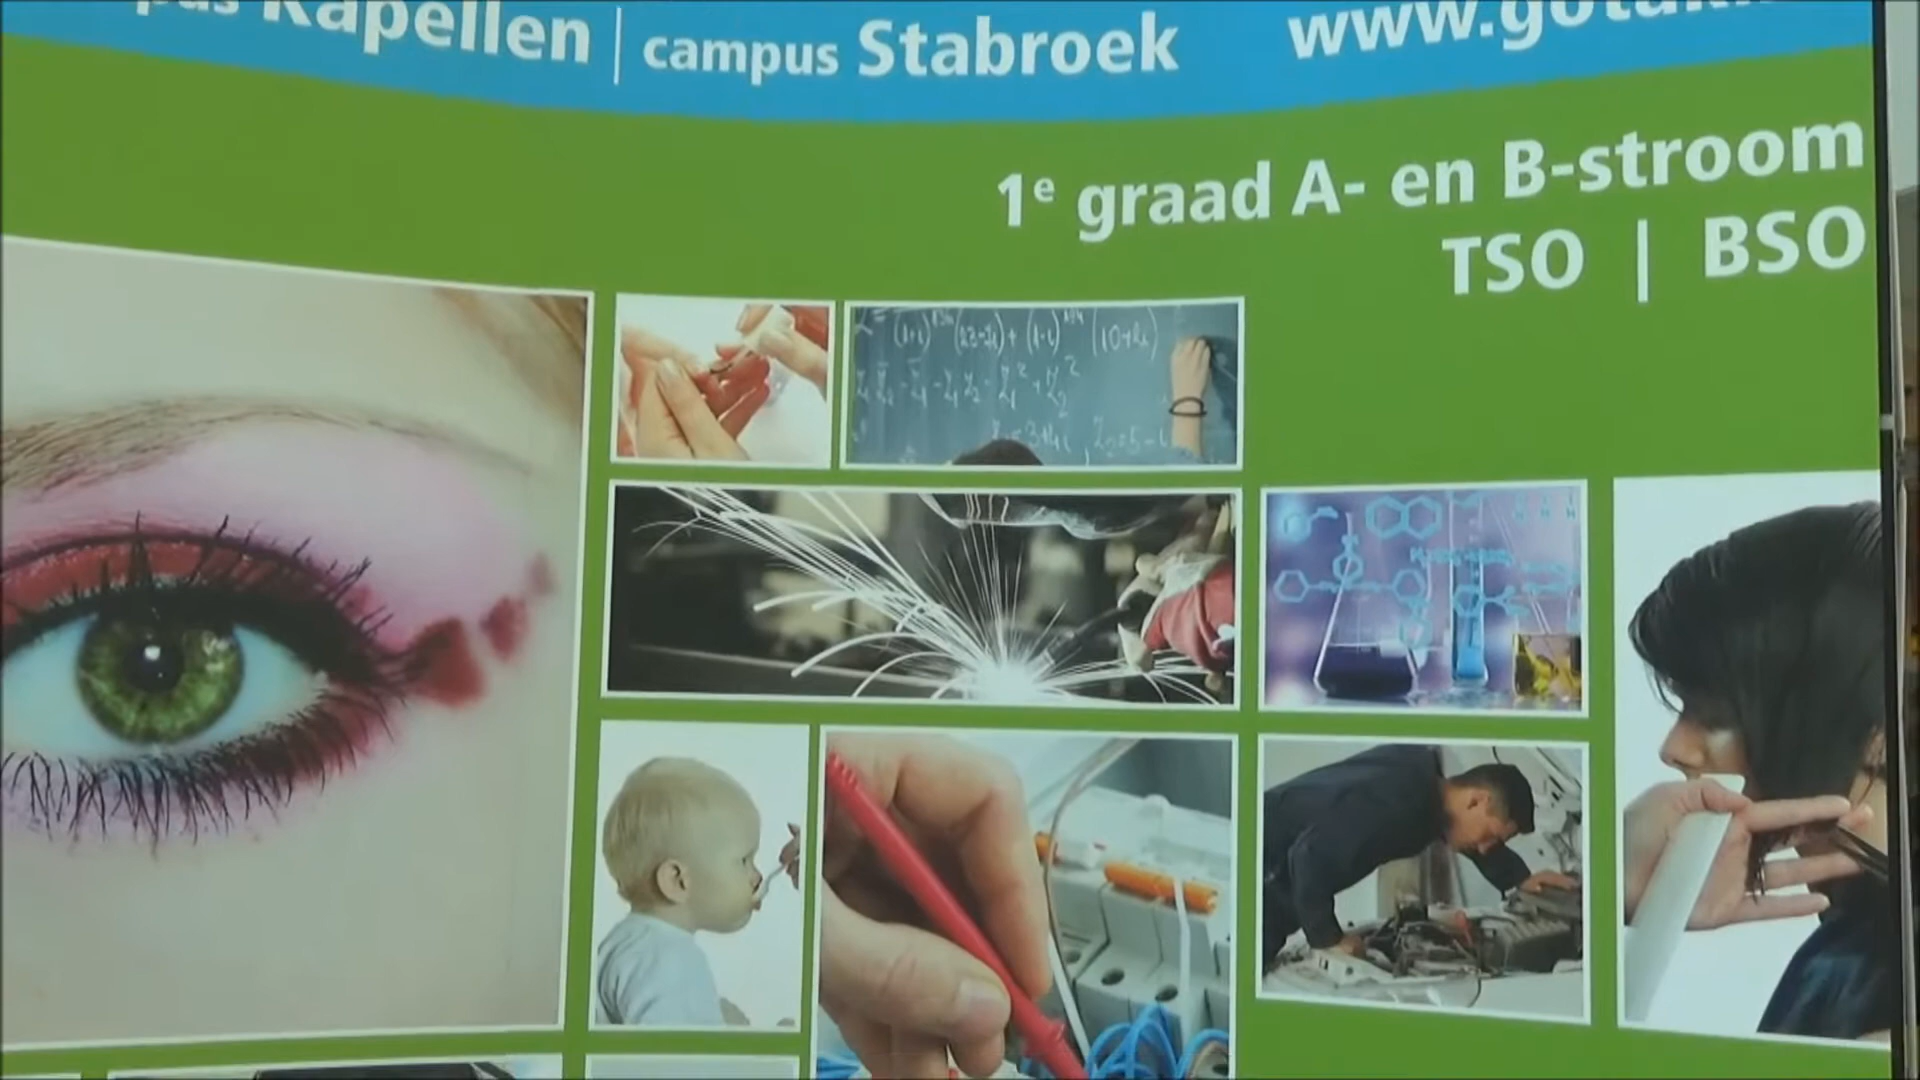 Kapellen | campus Stabroek
1e graad A- en B-stroom
TSO | BSO